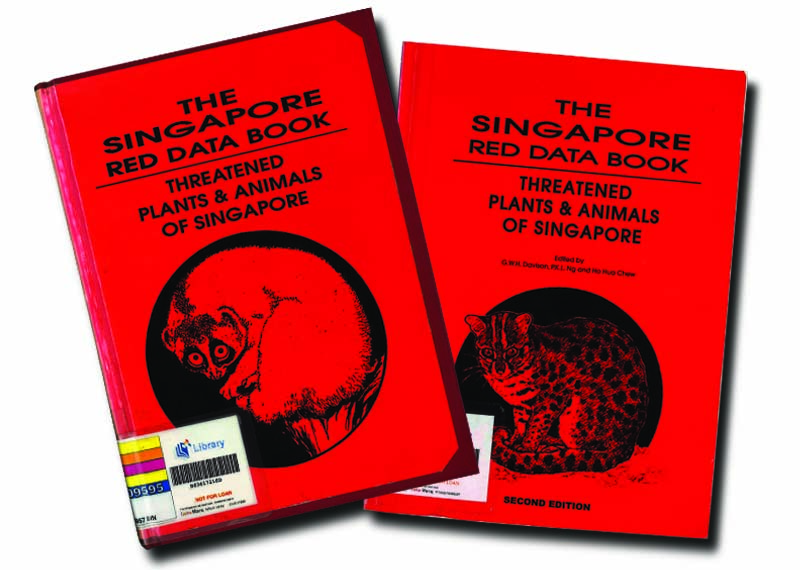 THE
SINGAPORE
RED DATA BOOK
THREATENED
PLANTS & ANIMALS
OF SINGAPORE
Library
NOT FOR LOAN
09595
THE
SINGAPORE
RED DATA BOOK
THREATENED
PLANTS & ANIMALS
OF SINGAPORE
Edited by
G.W.H. Davison, P.K.L. Ng and Ho Hua Chew
SECOND EDITION